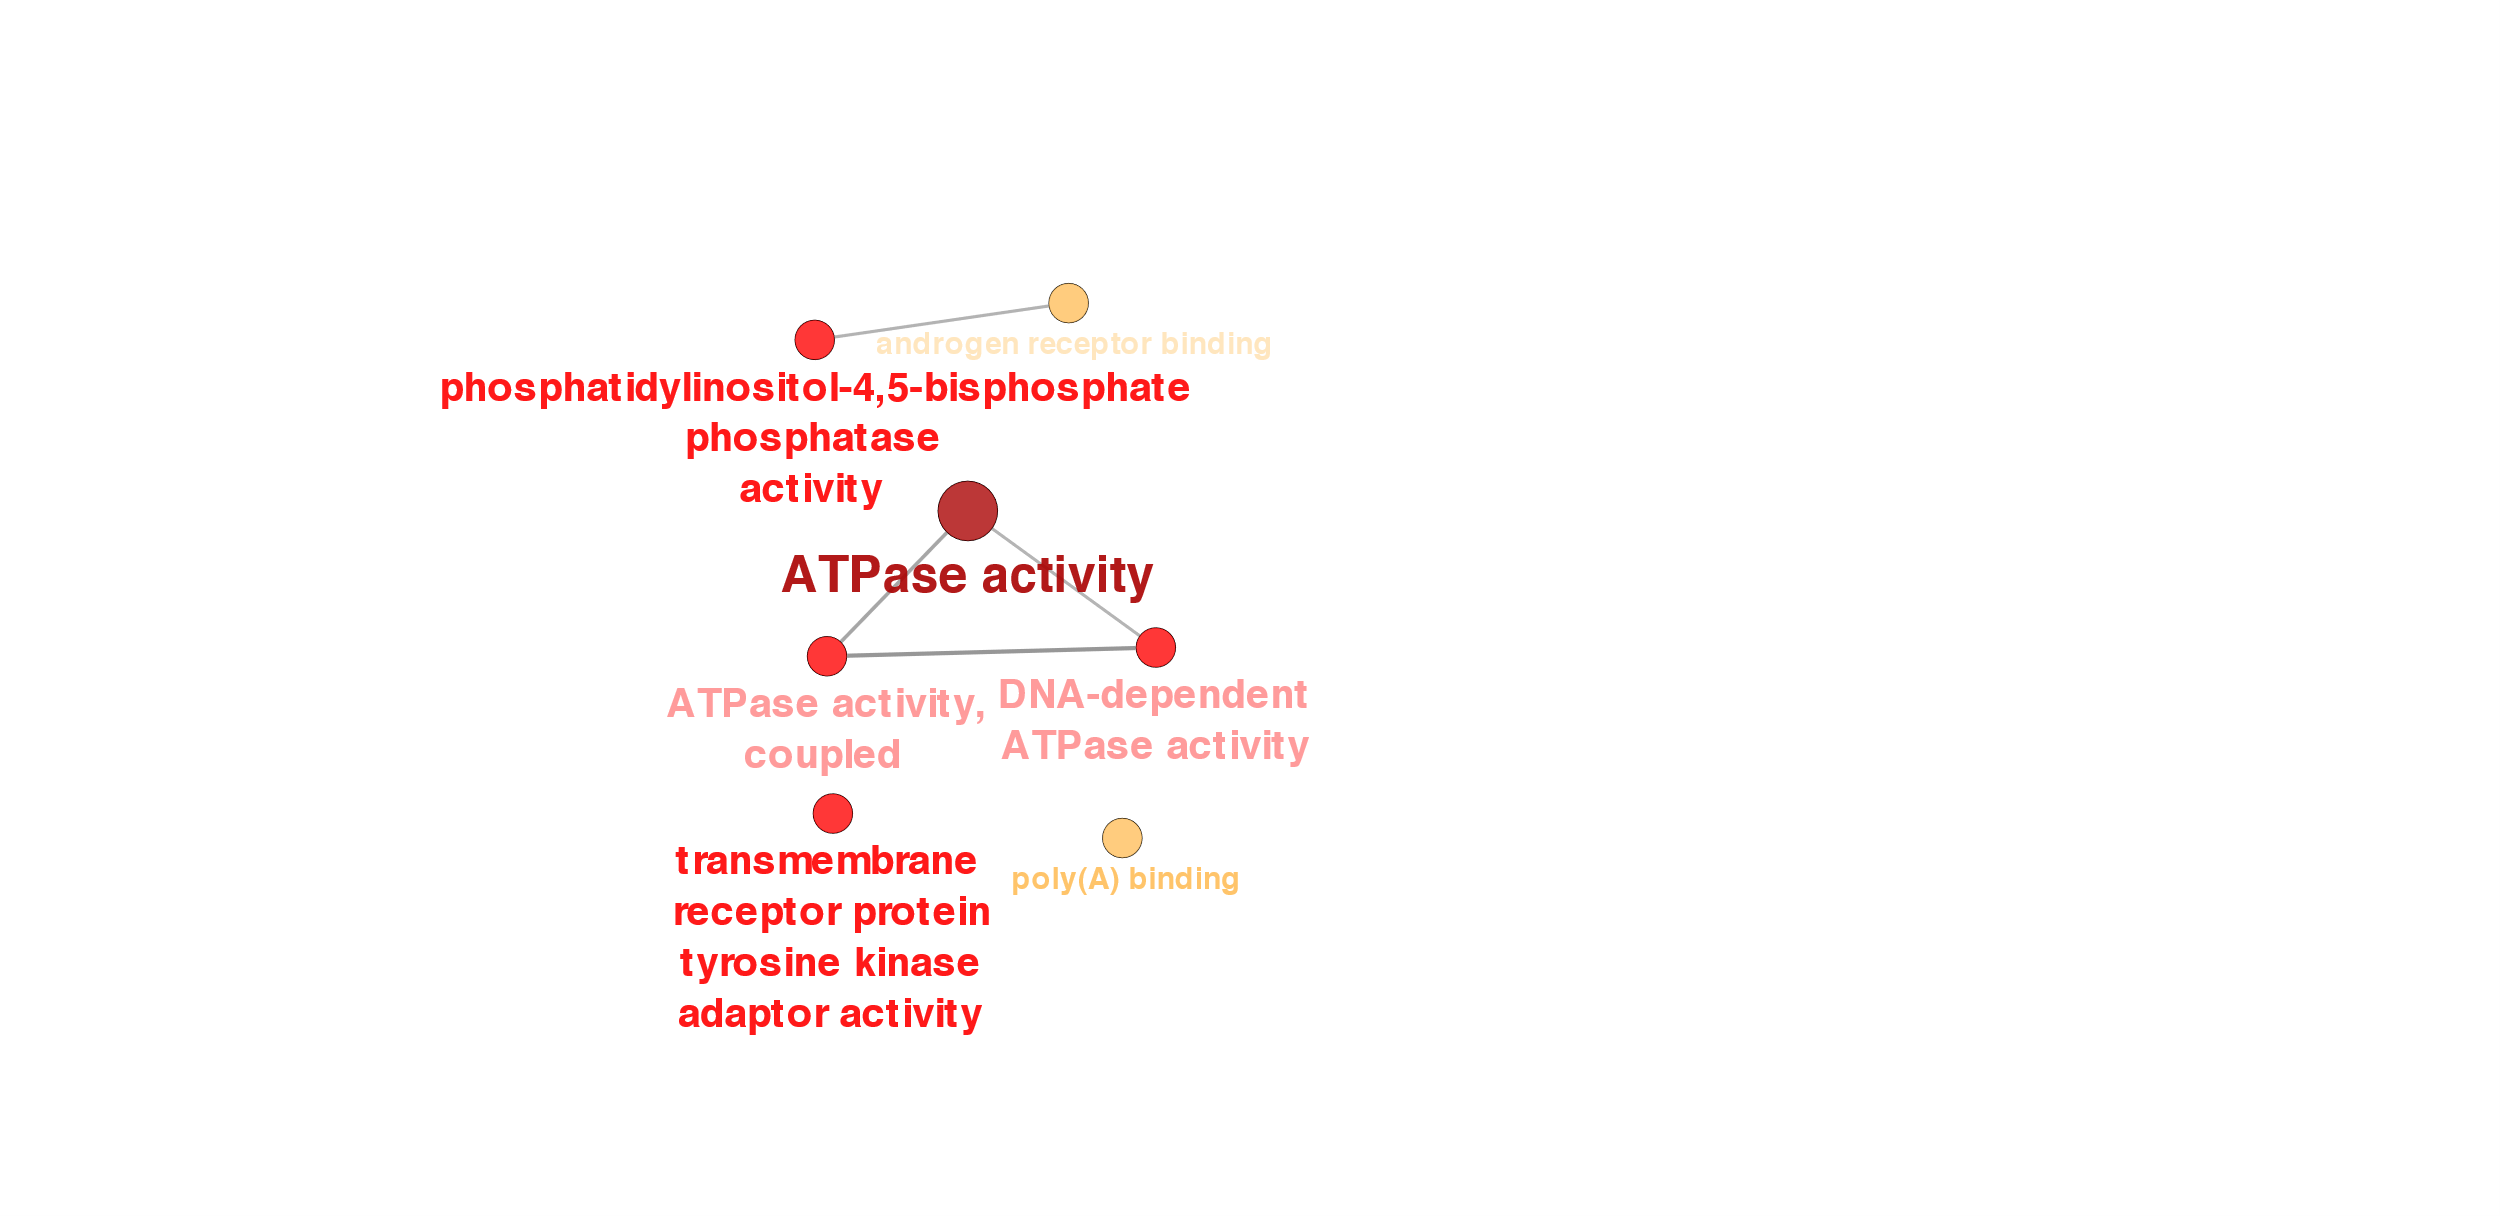 androgen receptor binding
phosphatidylinositol-4,5-bisphosphate
phosphatase
activity
ATPase activity
ATPase activity,
coupled
DNA-dependent
ATPase activity
transmembrane
receptor protein
tyrosine kinase
adaptor activity
poly(A) binding